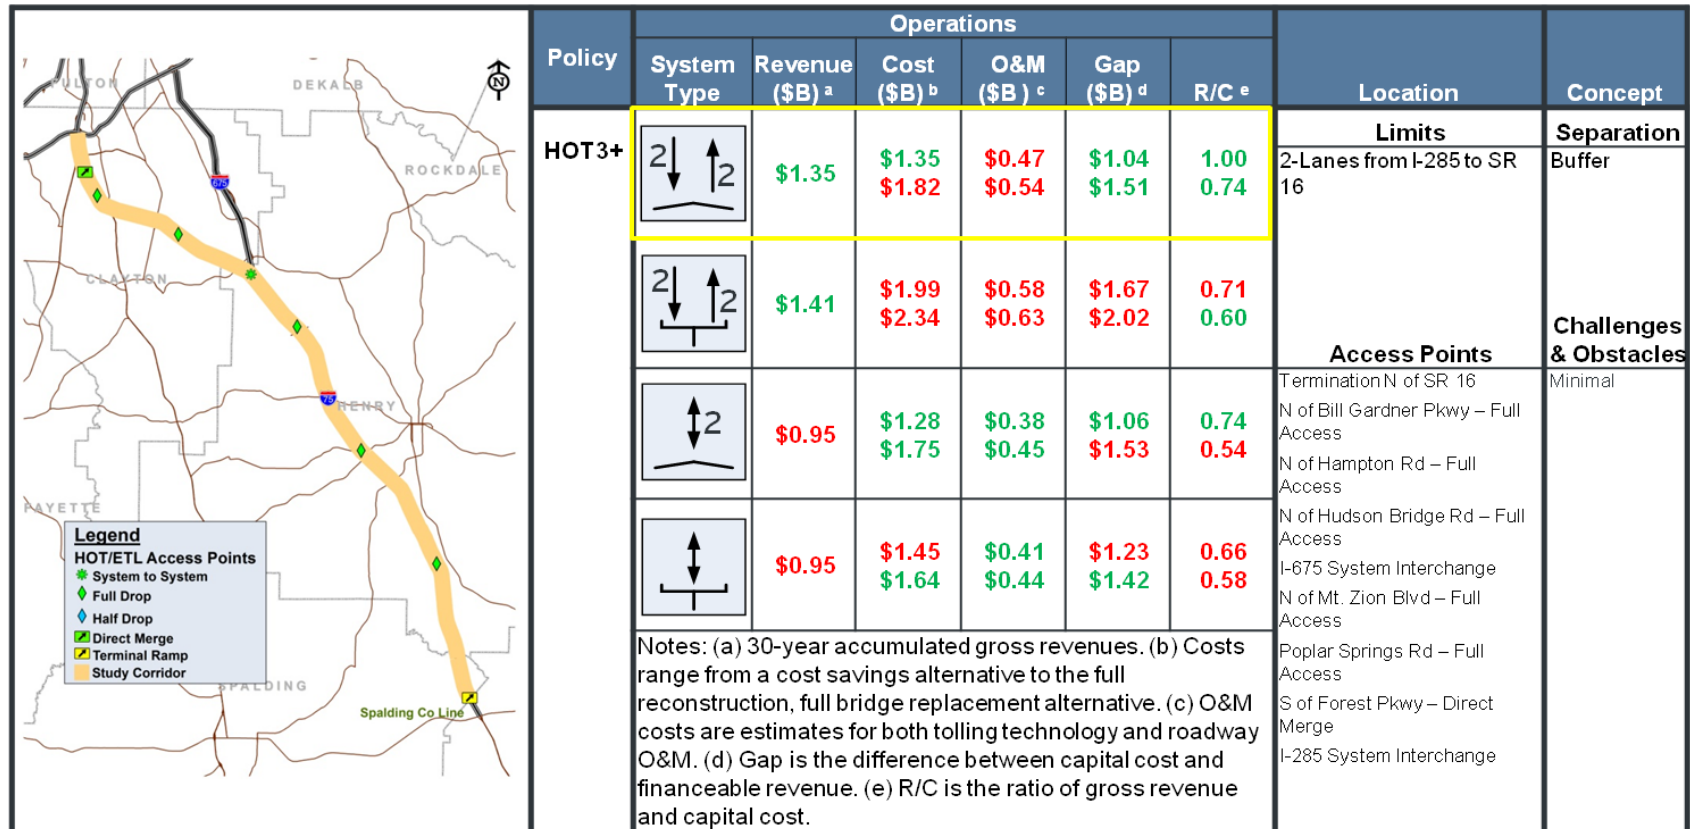 FULTON
DEKALB
N
ROCKDALE
675
CLAYTON
75
HENRY
FAYETTE
SPALDING
Spalding Co Line
Legend
HOT/ETL Access Points
System to System
Full Drop
Half Drop
Direct Merge
Terminal Ramp
Study Corridor
Policy
Operations
System Type
Revenue ($B) a
Cost ($B) b
O&M ($B ) c
Gap ($B) d
R/C e
Location
Concept
HOT3+
2 2
$1.35
$1.35
$1.82
$0.47
$0.54
$1.04
$1.51
1.00
0.74
2 2
$1.41
$1.99
$2.34
$0.58
$0.63
$1.67
$2.02
0.71
0.60
2
$0.95
$1.28
$1.75
$0.38
$0.45
$1.06
$1.53
0.74
0.54
$0.95
$1.45
$1.64
$0.41
$0.44
$1.23
$1.42
0.66
0.58
Notes: (a) 30-year accumulated gross revenues. (b) Costs
range from a cost savings alternative to the full
reconstruction, full bridge replacement alternative. (c) O&M
costs are estimates for both tolling technology and roadway
O&M. (d) Gap is the difference between capital cost and
financeable revenue. (e) R/C is the ratio of gross revenue
and capital cost.
Limits
2-Lanes from I-285 to SR
16
Access Points
Termination N of SR 16
N of Bill Gardner Pkwy – Full
Access
N of Hampton Rd – Full
Access
N of Hudson Bridge Rd – Full
Access
I-675 System Interchange
N of Mt. Zion Blvd – Full
Access
Poplar Springs Rd – Full
Access
S of Forest Pkwy – Direct
Merge
I-285 System Interchange
Separation
Buffer
Challenges
& Obstacles
Minimal